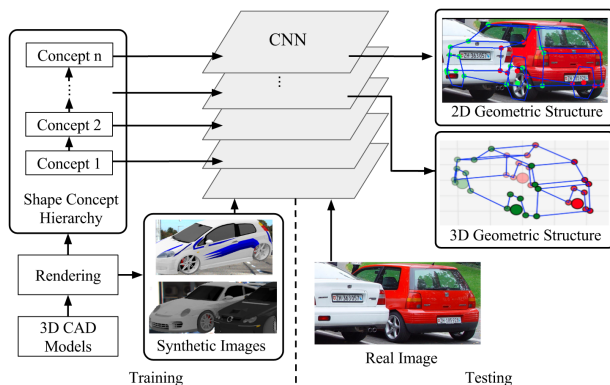 Concept n
Concept 2
Concept 1
Shape Concept
Hierarchy
Rendering
3D CAD
Models
CNN
Synthetic Images
2D Geometric Structure
3D Geometric Structure
Real Image
Training
Testing